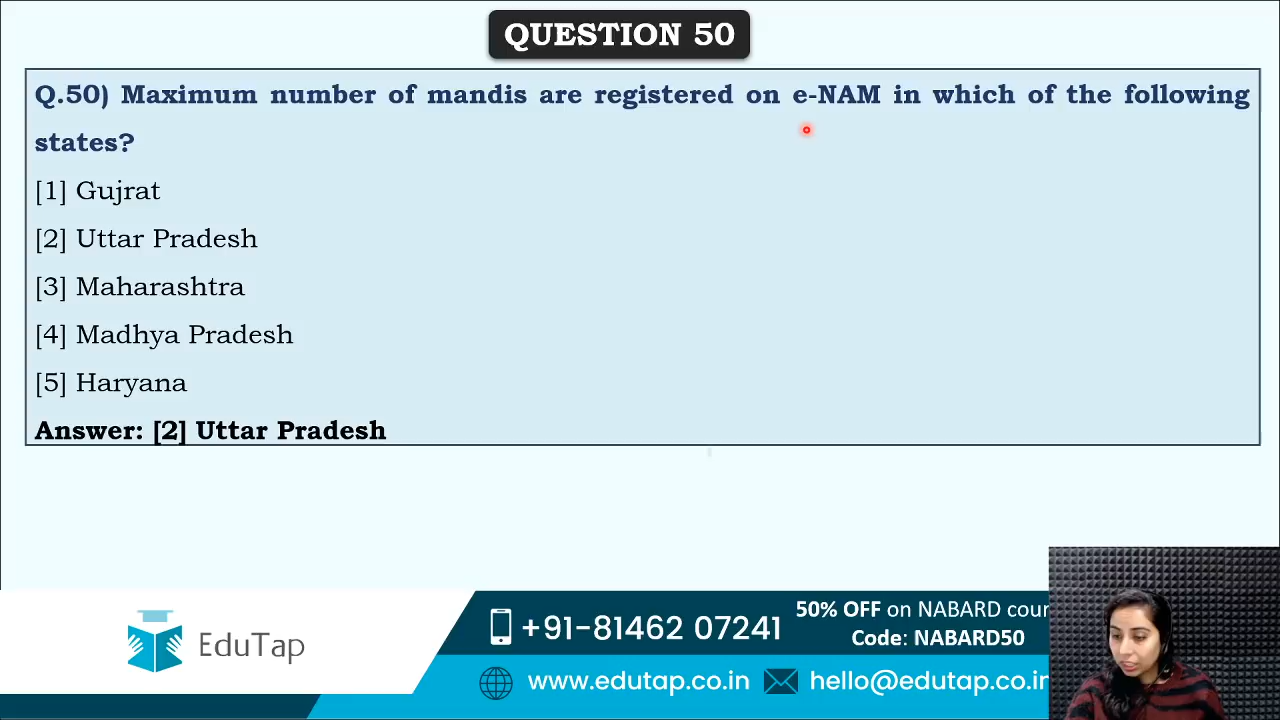 QUESTION 50
Q.50) Maximum number of mandis are registered on e-NAM in which of the following
states?
[1] Gujrat
[2] Uttar Pradesh
[3] Maharashtra
[4] Madhya Pradesh
[5] Haryana
Answer: [2] Uttar Pradesh
EduTap
+91-81462 07241
50% OFF on NABARD cour
Code: NABARD50
www.edutap.co.in
hello@edutap.co.in